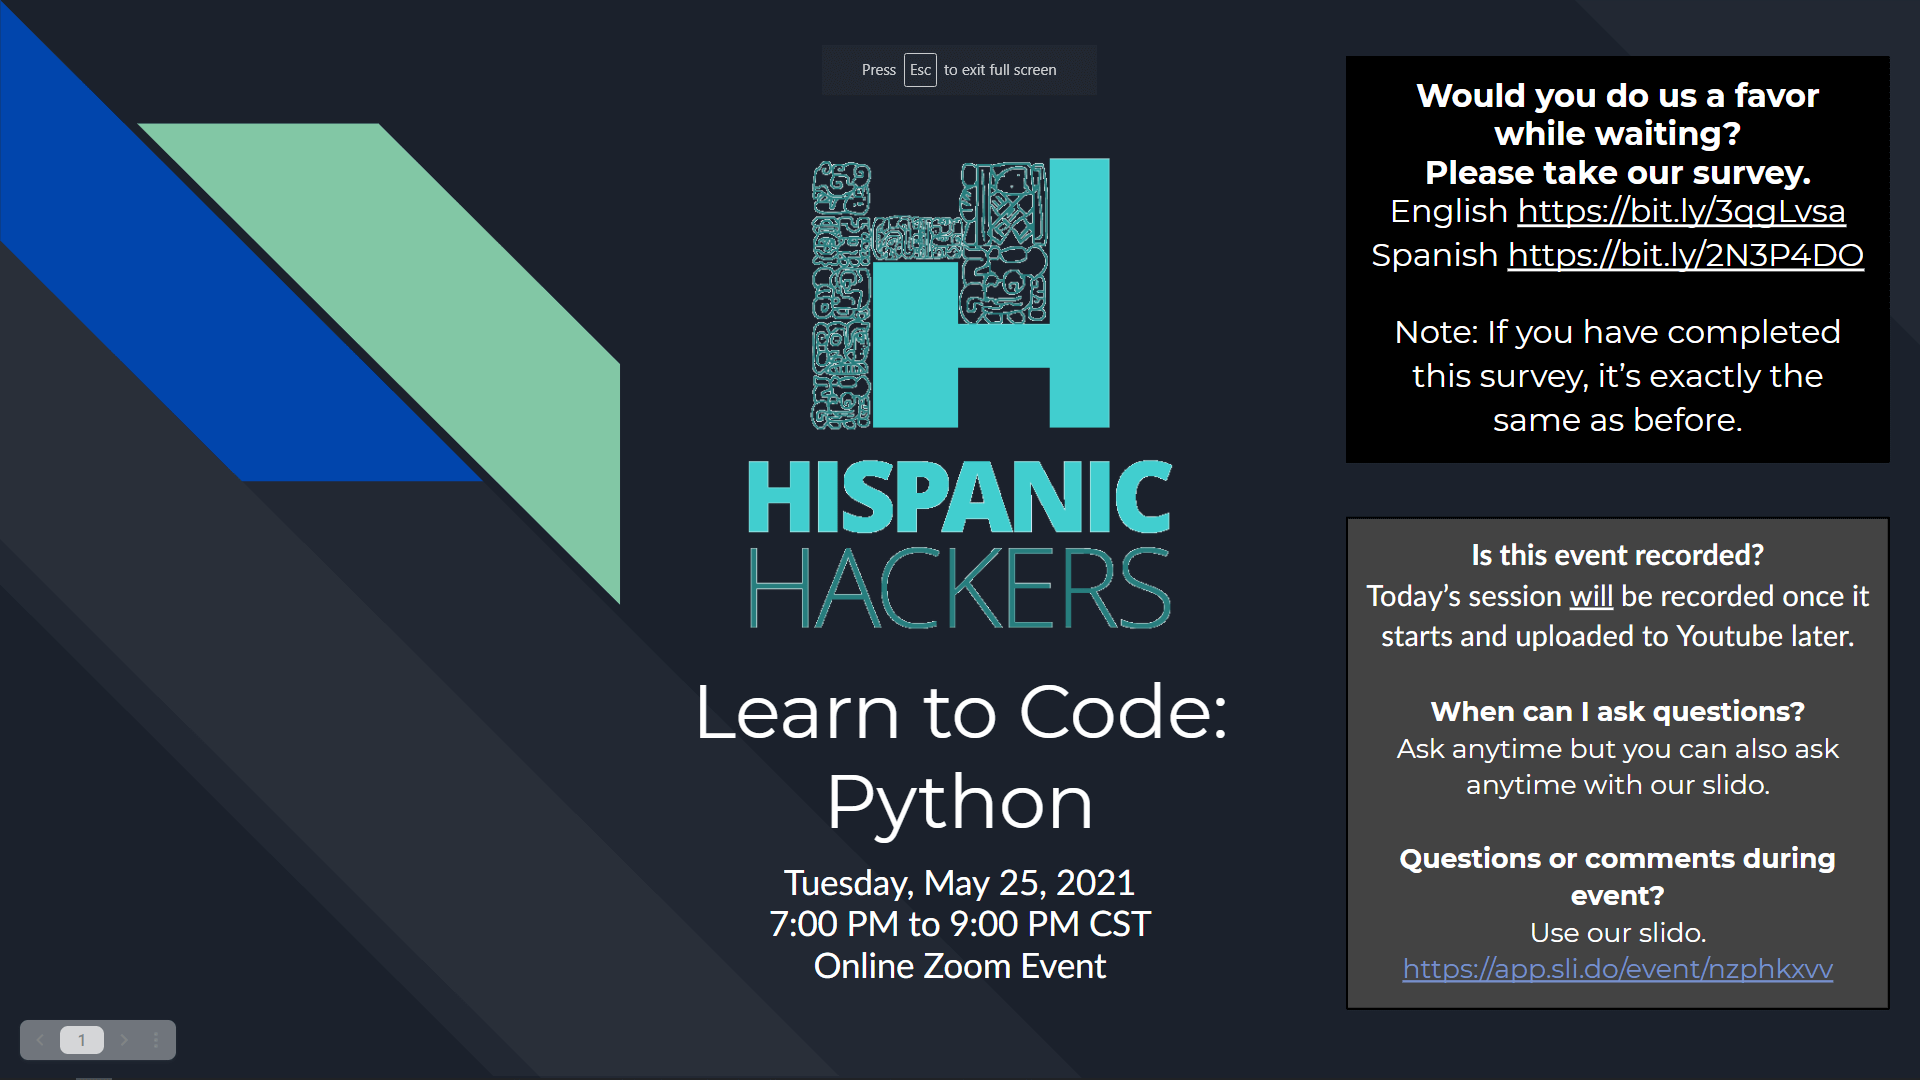 Press Esc to exit full screen
HISPANIC
HACKERS
Learn to Code:
Python
Tuesday, May 25, 2021
7:00 PM to 9:00 PM CST
Online Zoom Event
Would you do us a favor
while waiting?
Please take our survey.
English https://bit.ly/3qgLvsa
Spanish https://bit.ly/2N3P4DO
Note: If you have completed
this survey, it’s exactly the
same as before.
Is this event recorded?
Today’s session will be recorded once it
starts and uploaded to Youtube later.
When can I ask questions?
Ask anytime but you can also ask
anytime with our slido.
Questions or comments during
event?
Use our slido.
https://app.sli.do/event/nzphkxvv
1